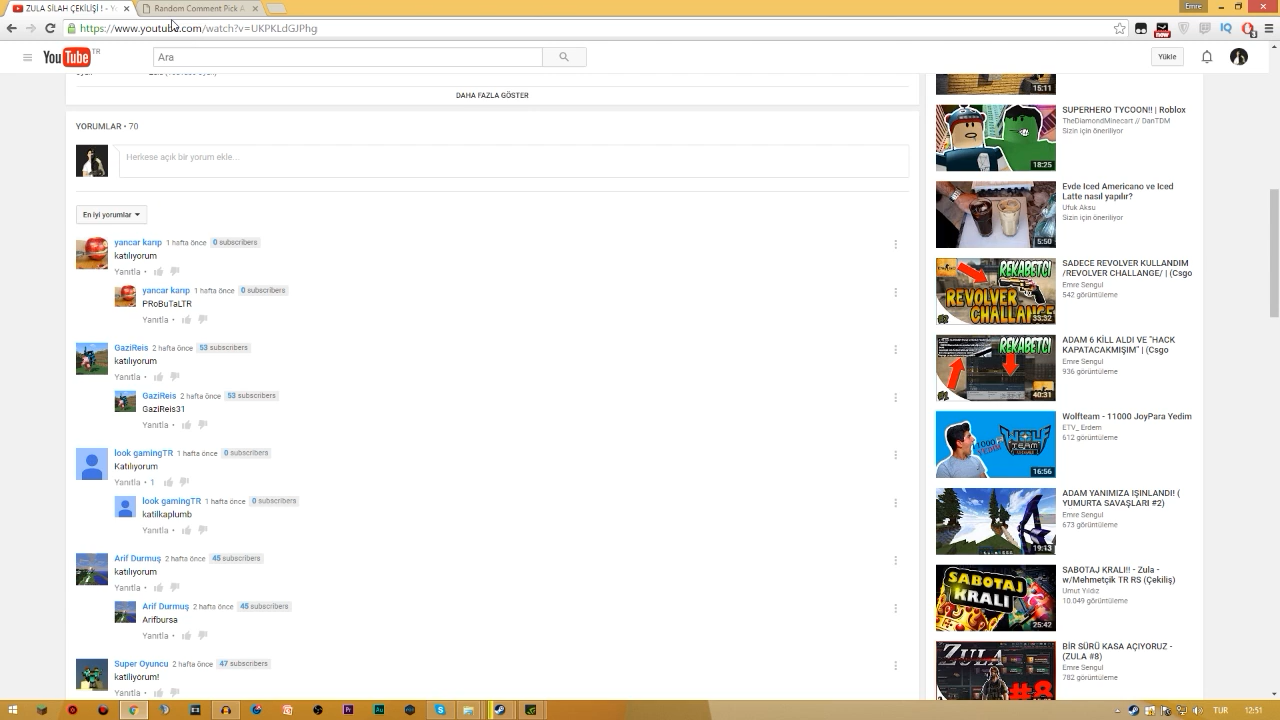 ZULA SİLAH ÇEKİLİŞİ ! - Y
Random Comment Pick A
Emre
https://www.youtube.com/watch?v=UKPKLdGJPhg
YouTube TR
Ara
Yükle
DAHA FAZLA GÖSTER
YORUMLAR • 70
Herkese açık bir yorum ekle...
En iyi yorumlar
yancar karıp 1 hafta önce 0 subscribers
katılıyorum
Yanıtla •
yancar karıp 1 hafta önce 0 subscribers
PRoBuTaLTR
Yanıtla •
GaziReis 2 hafta önce 53 subscribers
katılıyorum
Yanıtla •
GaziReis 2 hafta önce 53 subscribers
GaziReis31
Yanıtla •
look gamingTR 1 hafta önce 0 subscribers
Katılıyorum
Yanıtla • 1
look gamingTR 1 hafta önce 0 subscribers
katilkaplumb
Yanıtla •
Arif Durmuş 2 hafta önce 45 subscribers
katılıyorum
Yanıtla •
Arif Durmuş 2 hafta önce 45 subscribers
Arifbursa
Yanıtla •
Super Oyuncu 2 hafta önce 47 subscribers
katılıyorum!
Yanıtla •
15:11
SUPERHERO TYCOON!! | Roblox
TheDiamondMinecart // DanTDM
Sizin için öneriliyor
18:25
Evde Iced Americano ve Iced
Latte nasıl yapılır?
Ufuk Aksu
Sizin için öneriliyor
5:50
SADECE REVOLVER KULLANDIM
/REVOLVER CHALLANGE/ | (Csgo
Emre Sengul
542 görüntüleme
REKABETÇİ
REVOLVER
CHALLANGE
#2
33:32
ADAM 6 KİLL ALDI VE "HACK
KAPATACAKMIŞIM" | (Csgo
Emre Sengul
936 görüntüleme
REKABETÇİ
#1
40:31
Wolfteam - 11000 JoyPara Yedim
ETV_ Erdem
612 görüntüleme
WOLF
TEAM
16:56
ADAM YANIMIZA IŞINLANDI! (
YUMURTA SAVAŞLARI #2)
Emre Sengul
673 görüntüleme
19:13
SABOTAJ KRALI!! - Zula -
w/Mehmetçik TR RS (Çekiliş)
Umut Yıldız
10.049 görüntüleme
SABOTAJ
KRALI
25:42
BİR SÜRÜ KASA AÇIYORUZ -
(ZULA #8)
Emre Sengul
782 görüntüleme
ZULA
#8
TUR
12:51